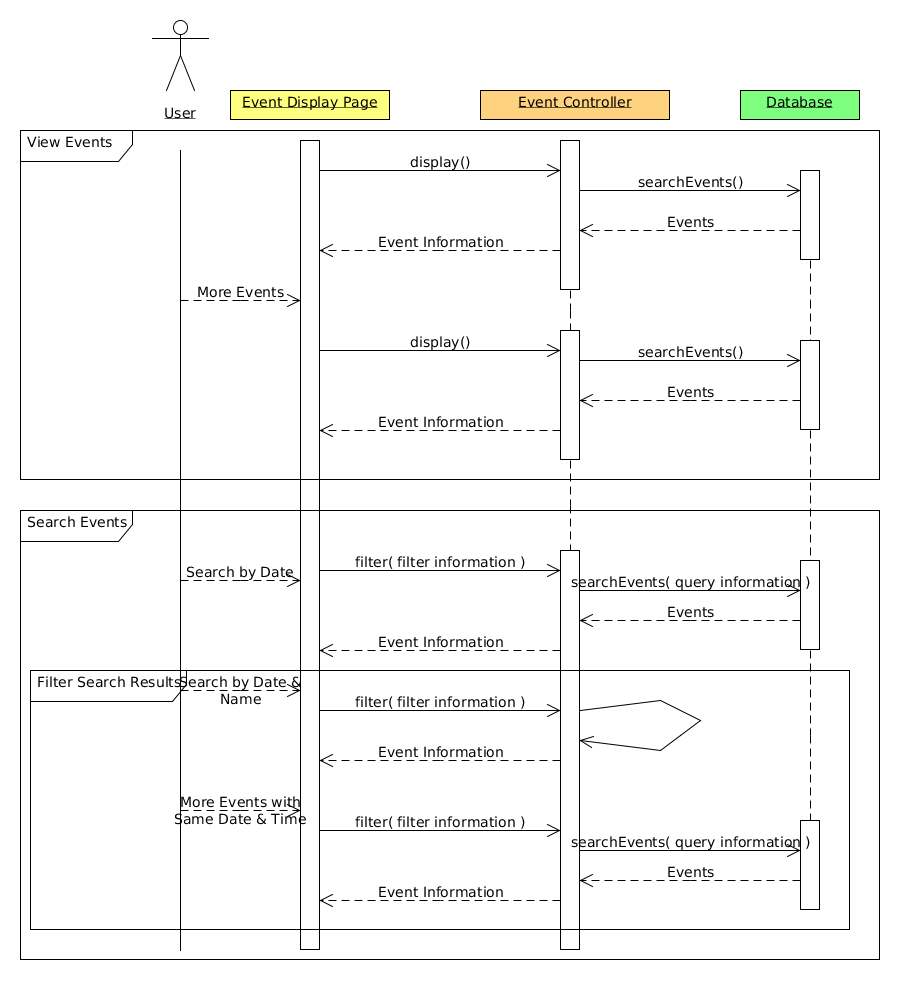 User
Event Display Page
Event Controller
Database
View Events
display()
searchEvents()
Events
Event Information
More Events
display()
searchEvents()
Events
Event Information
Search Events
filter( filter information )
Search by Date
searchEvents( query information )
Events
Event Information
Filter Search Results
Search by Date &
Name
filter( filter information )
Event Information
More Events with
Same Date & Time
filter( filter information )
searchEvents( query information )
Events
Event Information